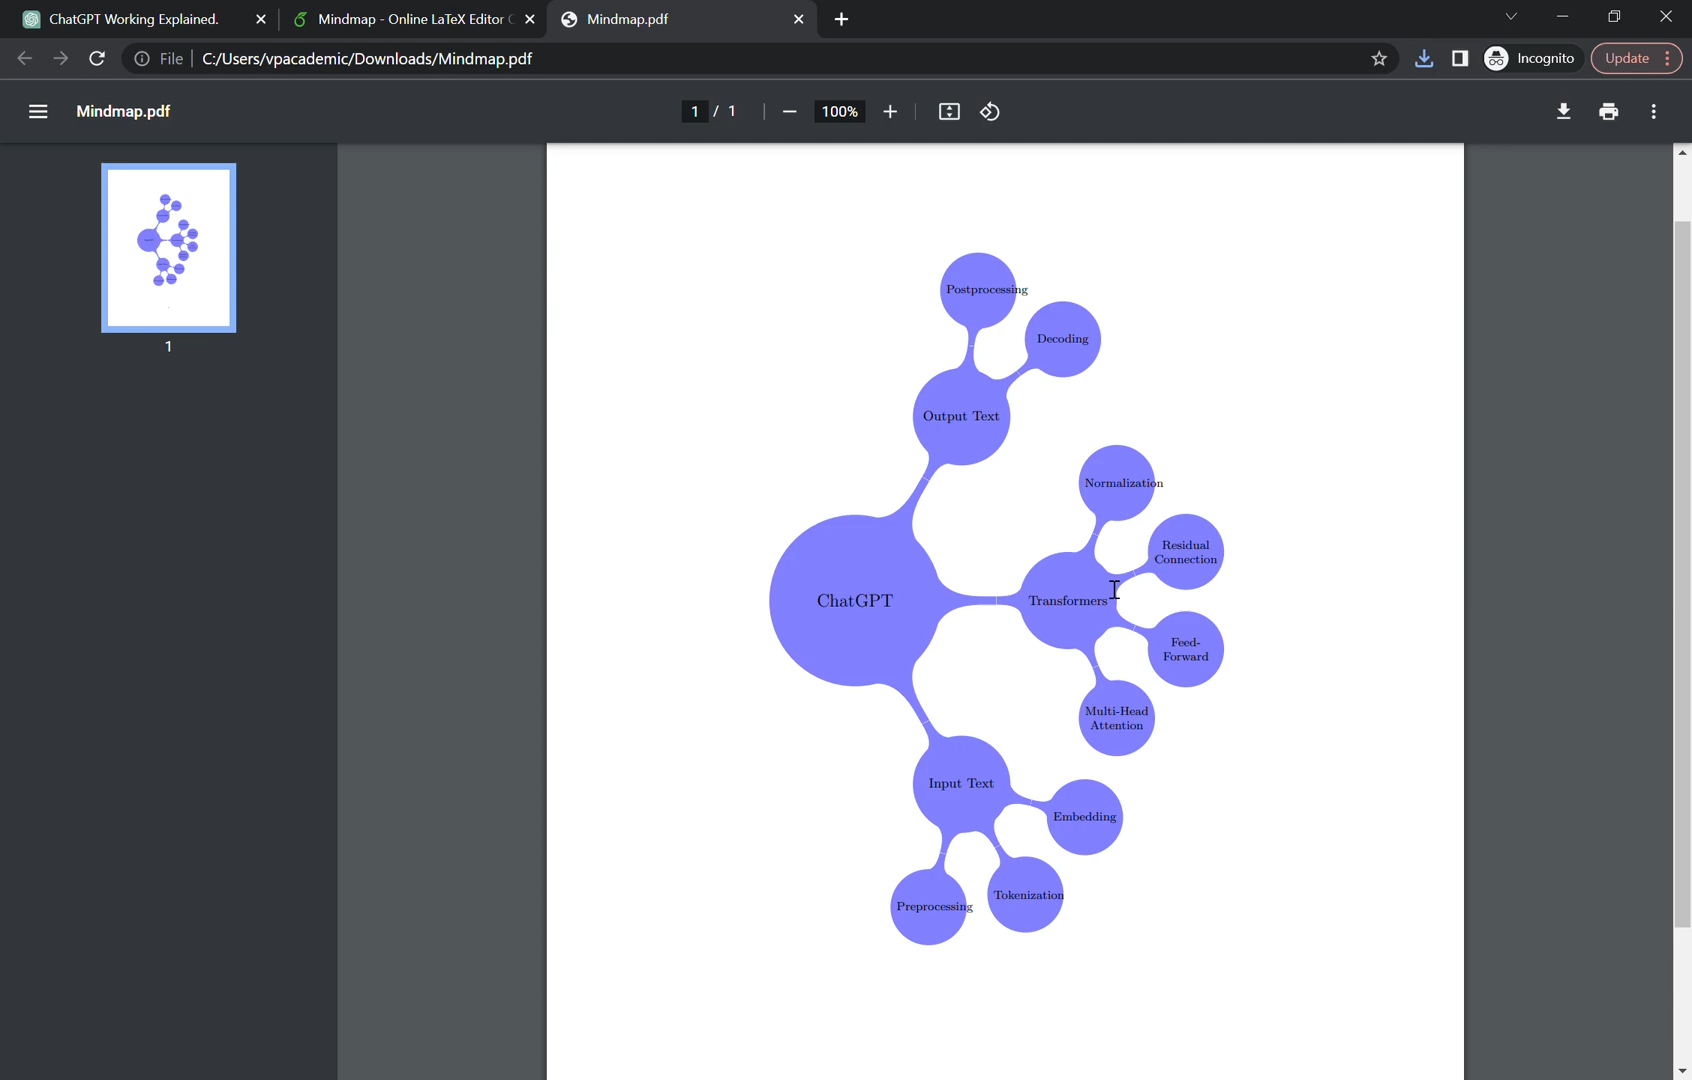 ChatGPT Working Explained.
Mindmap - Online LaTeX Editor
Mindmap.pdf
File
C:/Users/vpacademic/Downloads/Mindmap.pdf
Incognito
Update
Mindmap.pdf
1 / 1
100%
1
Postprocessing
Decoding
Output Text
Normalization
Residual
Connection
ChatGPT
Transformers
Feed-
Forward
Multi-Head
Attention
Input Text
Embedding
Tokenization
Preprocessing